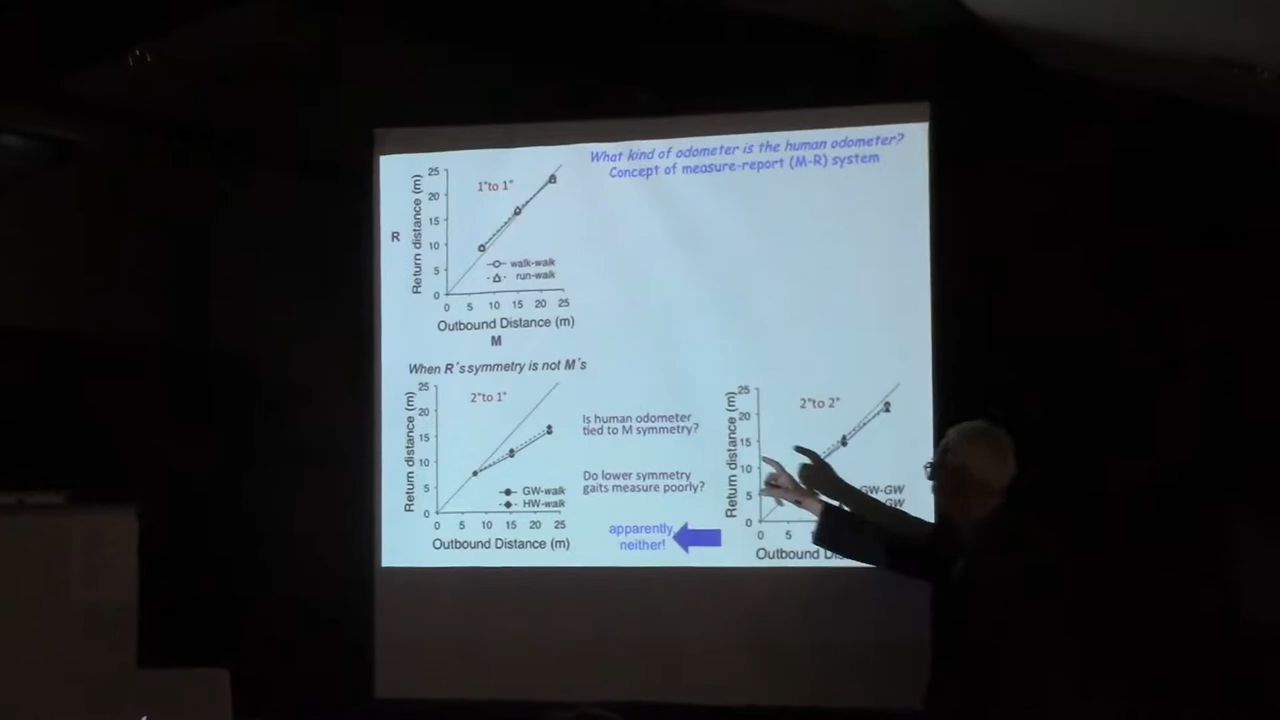 What kind of odometer is the human odometer?
Concept of measure-report (M-R) system
25
20
15
10
5
0
Return distance (m)
R
1°to 1°
walk-walk
run-walk
0 5 10 15 20 25
Outbound Distance (m)
M
When R's symmetry is not M's
25
20
15
10
5
0
Return distance (m)
2°to 1°
GW-walk
HW-walk
0 5 10 15 20 25
Outbound Distance (m)
Is human odometer
tied to M symmetry?
Do lower symmetry
gaits measure poorly?
apparently
neither!
25
20
15
10
5
0
Return distance (m)
2°to 2°
GW-GW
GW
0 5
Outbound